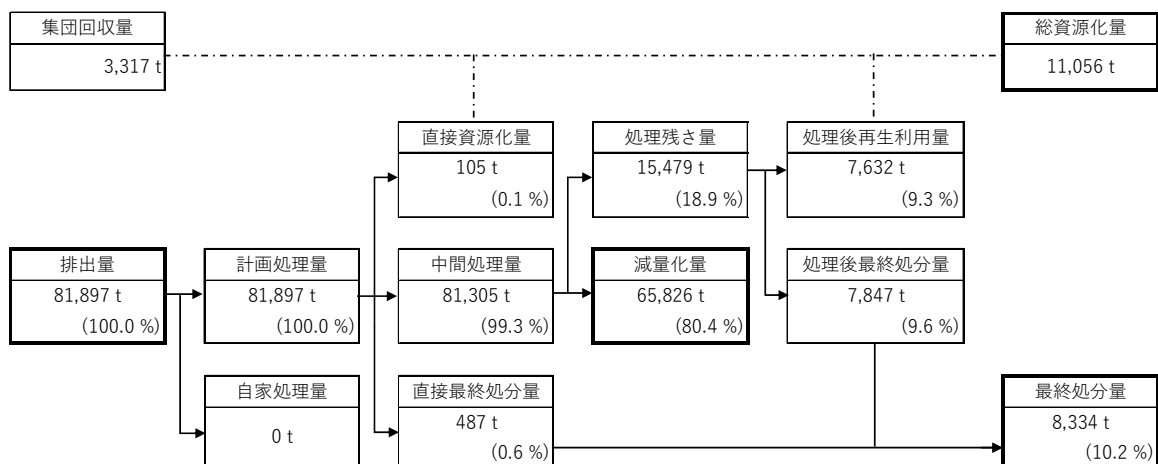 集団回収量
3,317 t
総資源化量
11,056 t
直接資源化量
105 t
(0.1 %)
処理残さ量
15,479 t
(18.9 %)
処理後再生利用量
7,632 t
(9.3 %)
排出量
81,897 t
(100.0 %)
計画処理量
81,897 t
(100.0 %)
中間処理量
81,305 t
(99.3 %)
減量化量
65,826 t
(80.4 %)
処理後最終処分量
7,847 t
(9.6 %)
自家処理量
0 t
直接最終処分量
487 t
(0.6 %)
最終処分量
8,334 t
(10.2 %)